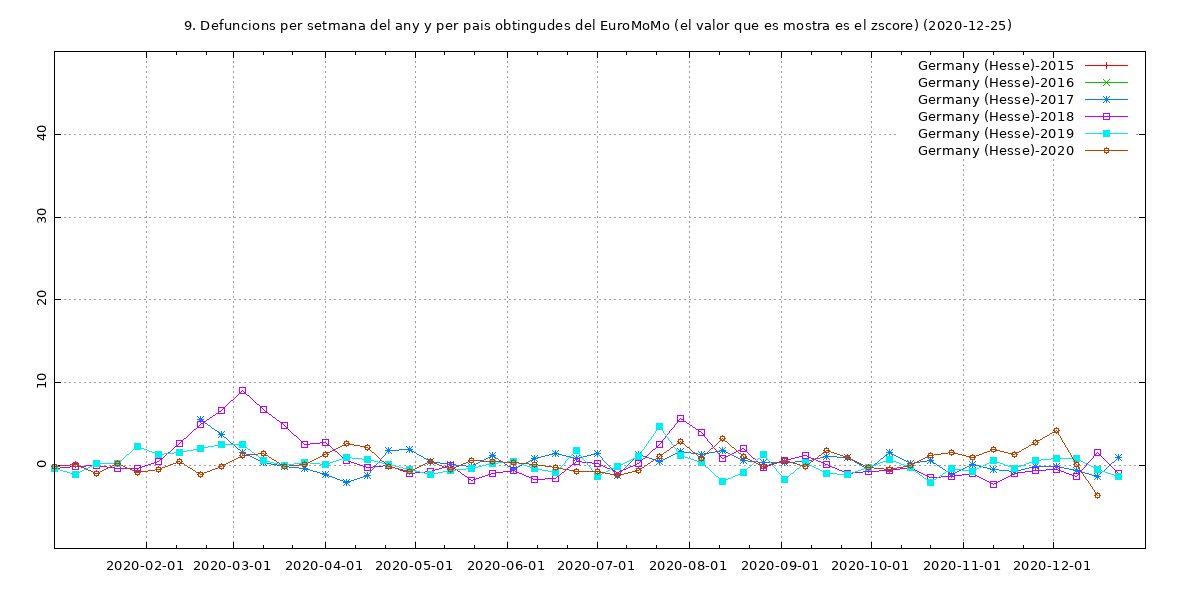 9. Defuncions per setmana del any y per pais obtingudes del EuroMoMo (el valor que es mostra es el zscore) (2020-12-25)
Germany (Hesse)-2015
Germany (Hesse)-2016
Germany (Hesse)-2017
Germany (Hesse)-2018
Germany (Hesse)-2019
Germany (Hesse)-2020
40
30
20
10
0
2020-02-01 2020-03-01 2020-04-01 2020-05-01 2020-06-01 2020-07-01 2020-08-01 2020-09-01 2020-10-01 2020-11-01 2020-12-01